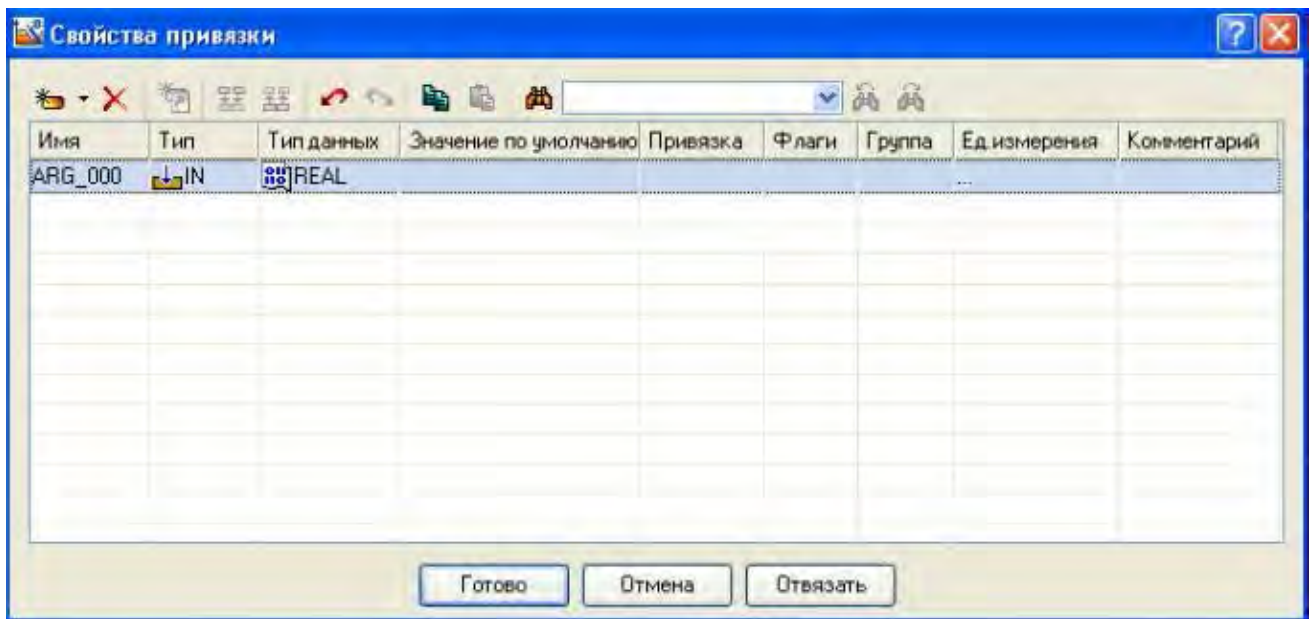 Свойства привязки
Имя Тип Тип данных Значение по умолчанию Привязка Флаги Группа Ед.измерения Комментарий
ARG_000 IN REAL ...
Готово Отмена Отвязать